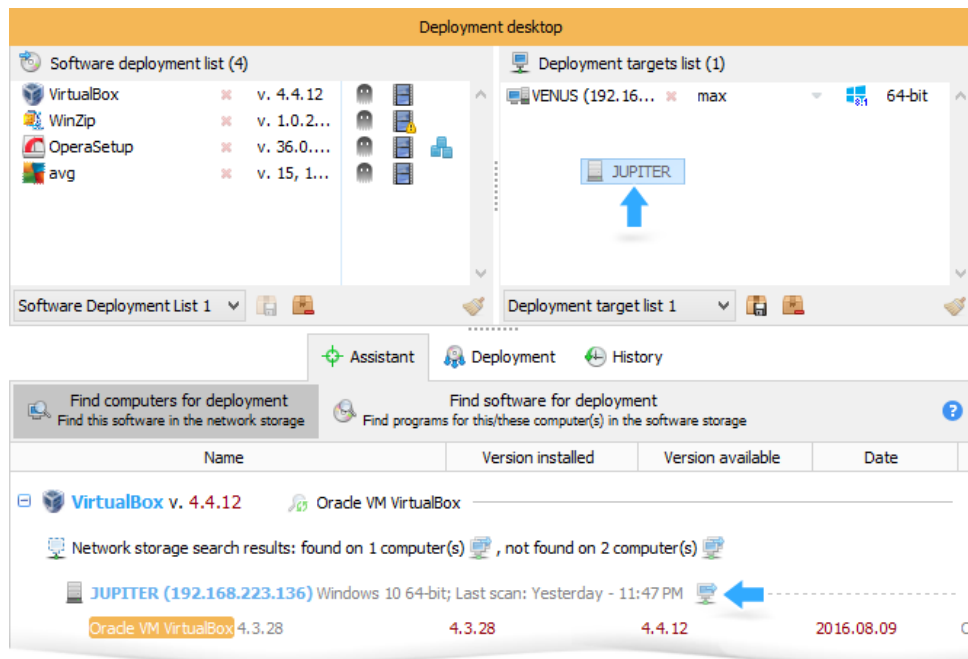 Deployment desktop
Software deployment list (4)
VirtualBox v. 4.4.12
WinZip v. 1.0.2...
OperaSetup v. 36.0....
avg v. 15, 1...
Software Deployment List 1
Deployment targets list (1)
VENUS (192.16... max 8.1 64-bit
JUPITER
Deployment target list 1
Assistant Deployment History
Find computers for deployment
Find this software in the network storage
Find software for deployment
Find programs for this/these computer(s) in the software storage
?
Name Version installed Version available Date
VirtualBox v. 4.4.12 Oracle VM VirtualBox
Network storage search results: found on 1 computer(s) , not found on 2 computer(s)
JUPITER (192.168.223.136) Windows 10 64-bit; Last scan: Yesterday - 11:47 PM
Oracle VM VirtualBox 4.3.28 4.3.28 4.4.12 2016.08.09